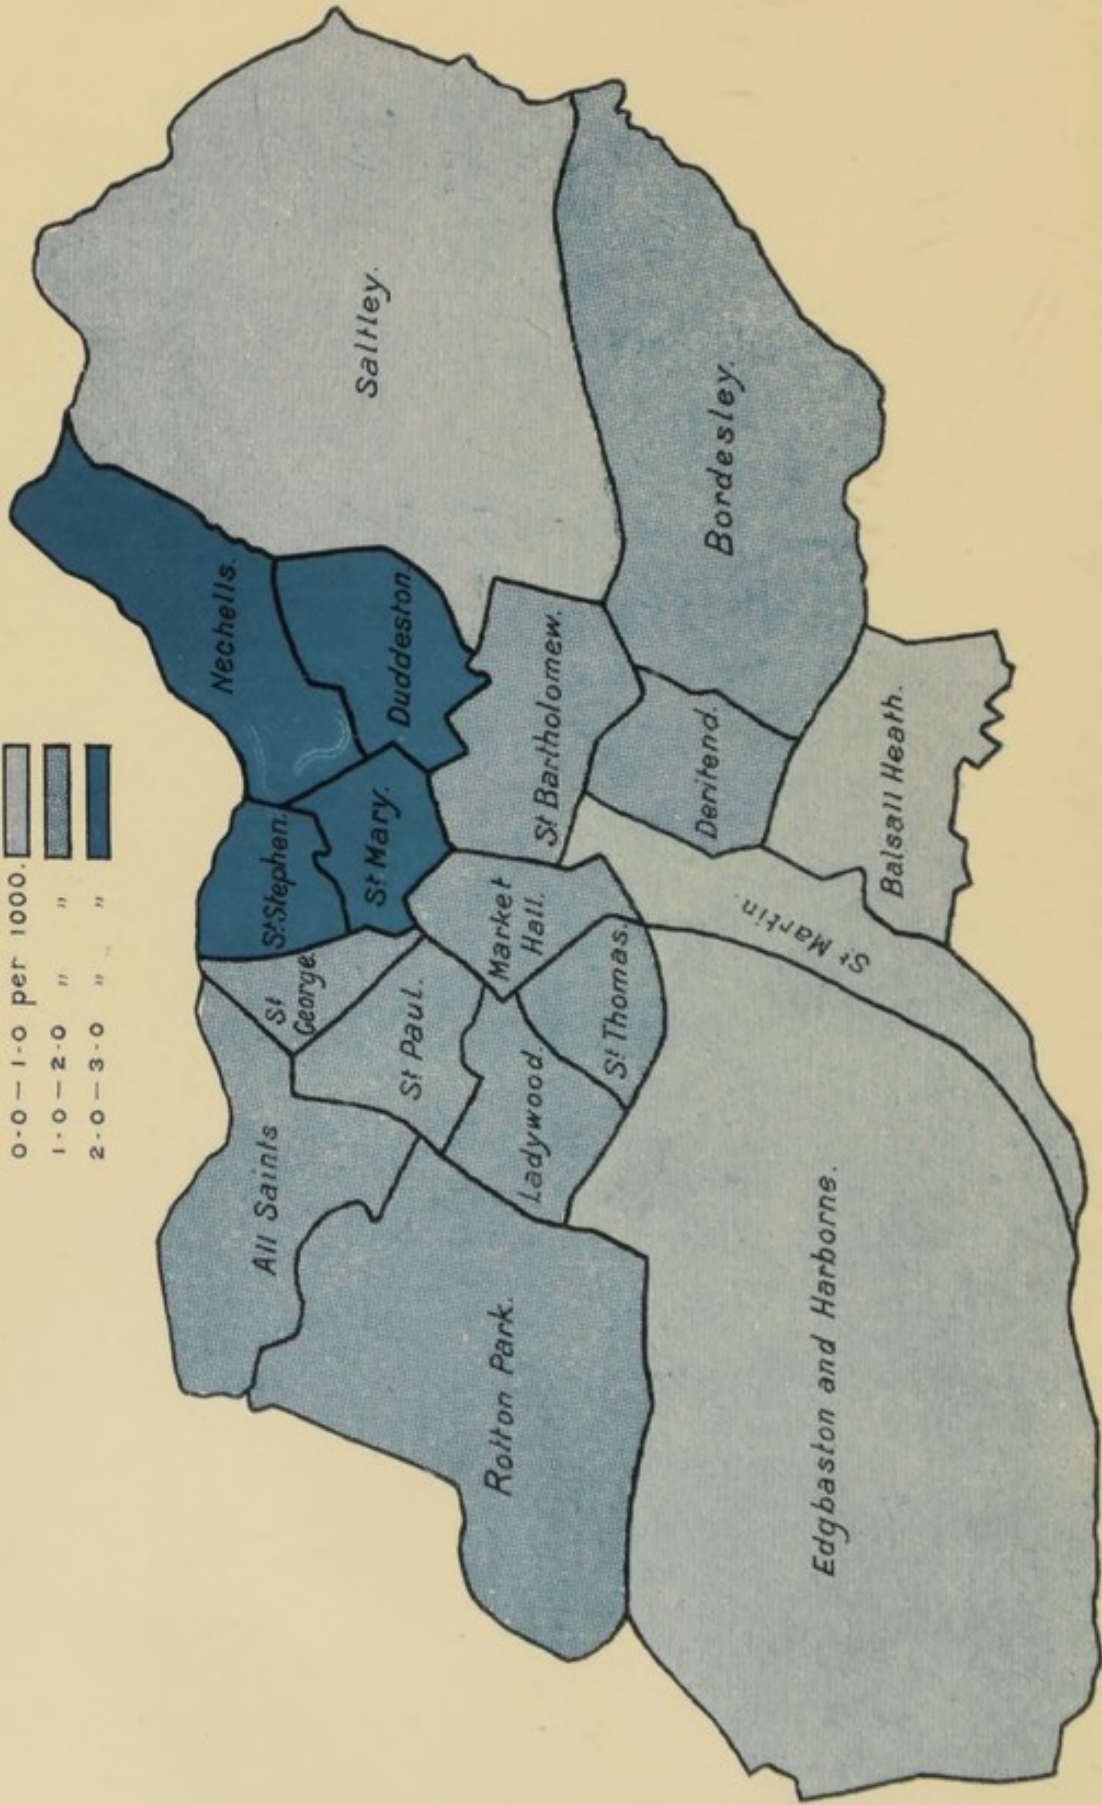 0·0 — 1·0 per 1000.
1·0 — 2·0 " "
2·0 — 3·0 " "
Nechells.
Saltley.
Duddeston.
St Stephen.
St Mary.
St George.
All Saints
St Paul.
Market
Hall.
St Bartholomew.
Bordesley.
Deritend.
Ladywood.
St Thomas.
Rotton Park.
St Martin.
Balsall Heath.
Edgbaston and Harborne.